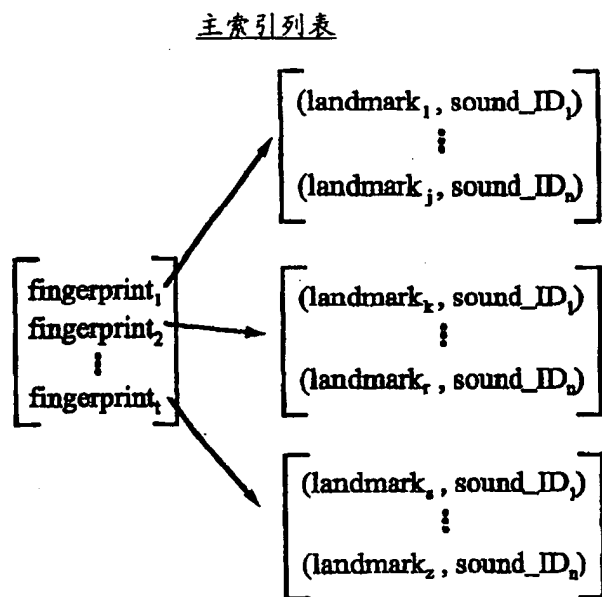 主索引列表
(landmark₁, sound_ID₁)
⋮
(landmarkⱼ, sound_IDₙ)
fingerprint₁
fingerprint₂
⋮
fingerprintₜ
(landmarkₖ, sound_ID₁)
⋮
(landmarkᵣ, sound_IDₙ)
(landmarkₛ, sound_ID₁)
⋮
(landmark_z, sound_IDₙ)